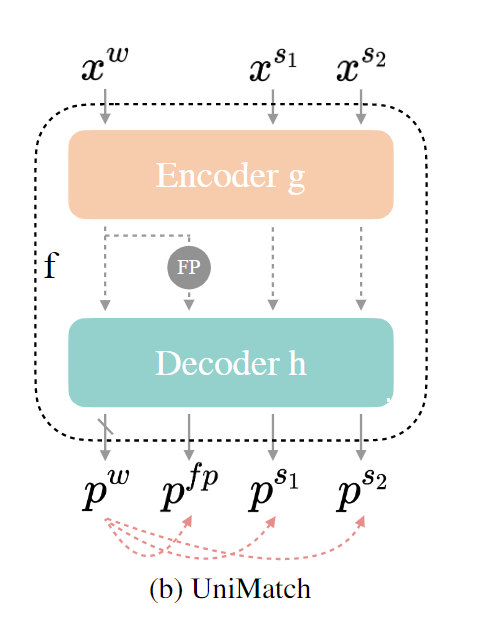 x^w x^{s_1} x^{s_2}
Encoder g
f
FP
Decoder h
p^w p^{fp} p^{s_1} p^{s_2}
(b) UniMatch